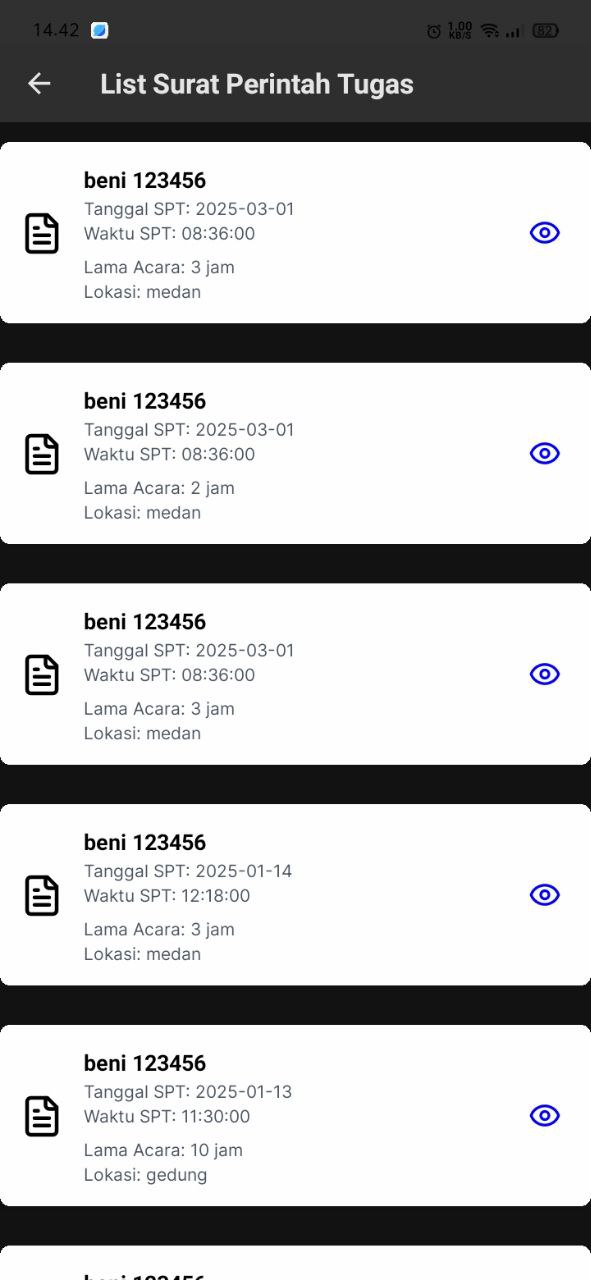 14.42
1.00 KB/S
82
List Surat Perintah Tugas
beni 123456
Tanggal SPT: 2025-03-01
Waktu SPT: 08:36:00
Lama Acara: 3 jam
Lokasi: medan
beni 123456
Tanggal SPT: 2025-03-01
Waktu SPT: 08:36:00
Lama Acara: 2 jam
Lokasi: medan
beni 123456
Tanggal SPT: 2025-03-01
Waktu SPT: 08:36:00
Lama Acara: 3 jam
Lokasi: medan
beni 123456
Tanggal SPT: 2025-01-14
Waktu SPT: 12:18:00
Lama Acara: 3 jam
Lokasi: medan
beni 123456
Tanggal SPT: 2025-01-13
Waktu SPT: 11:30:00
Lama Acara: 10 jam
Lokasi: gedung
beni 123456